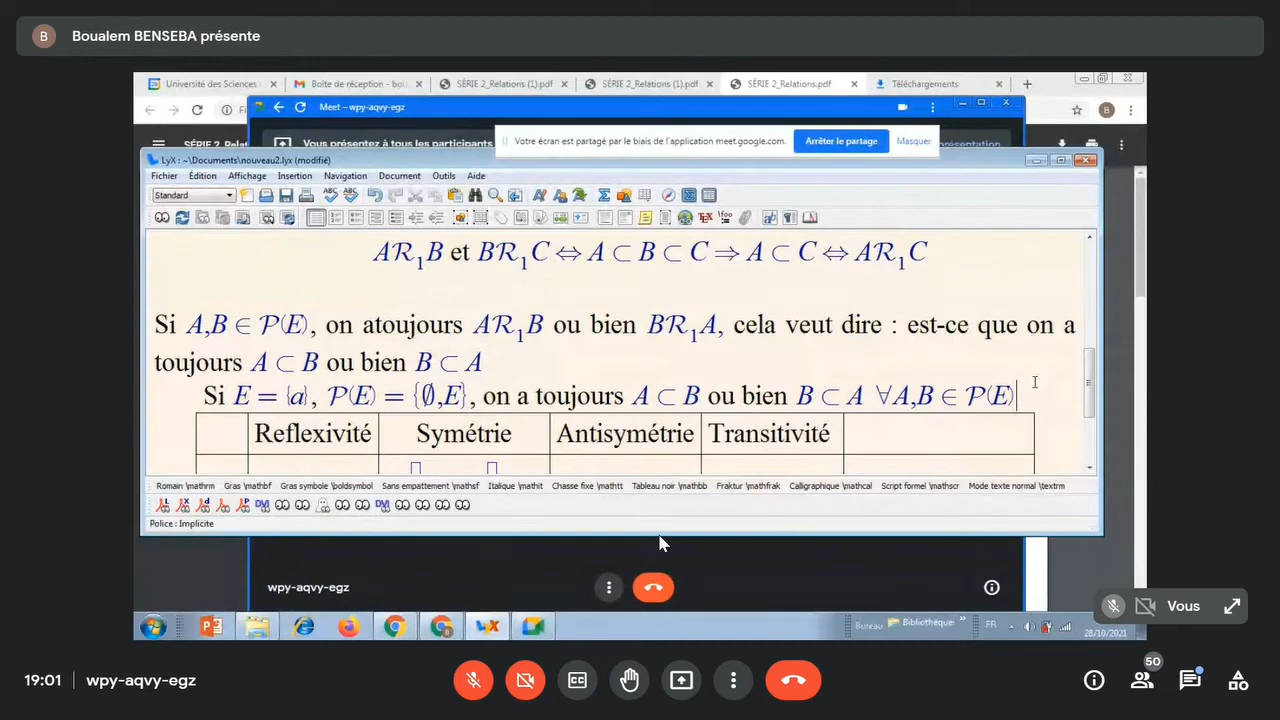 B Boualem BENSEBA présente
Université des Sciences
Boîte de réception - bou
SÉRIE 2_Relations (1).pdf
SÉRIE 2_Relations (1).pdf
SÉRIE 2_Relations.pdf
Téléchargements
Meet – wpy-aqvy-egz
B
Vous présentez à tous les participants
Votre écran est partagé par le biais de l'application meet.google.com.
Arrêter le partage
Masquer
LyX : ~\Documents\nouveau2.lyx (modifié)
Fichier Édition Affichage Insertion Navigation Document Outils Aide
Standard
Aℛ₁B et Bℛ₁C ⇔ A ⊂ B ⊂ C ⇒ A ⊂ C ⇔ Aℛ₁C
Si A,B ∈ 𝒫(E), on atoujours Aℛ₁B ou bien Bℛ₁A, cela veut dire : est-ce que on a
toujours A ⊂ B ou bien B ⊂ A
Si E = {a}, 𝒫(E) = {∅,E}, on a toujours A ⊂ B ou bien B ⊂ A ∀A,B ∈ 𝒫(E)
Reflexivité Symétrie Antisymétrie Transitivité
Romain \mathrm Gras \mathbf Gras symbole \boldsymbol Sans empattement \mathsf Italique \mathit Chasse fixe \mathtt Tableau noir \mathbb Fraktur \mathfrak Calligraphique \mathcal Script formel \mathscr Mode texte normal \textrm
Police : Implicite
wpy-aqvy-egz
Vous
Bureau Bibliothèque » FR
28/10/2021
19:01 wpy-aqvy-egz
50